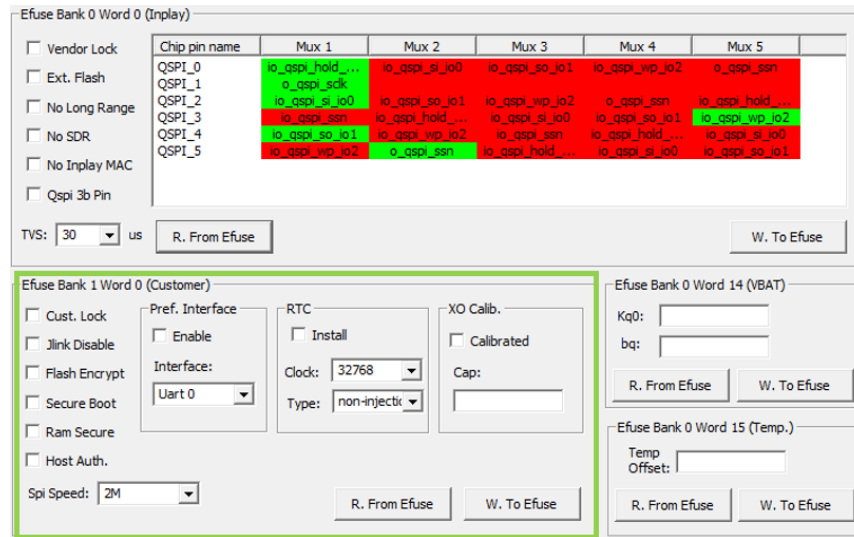 Efuse Bank 0 Word 0 (Inplay)
Vendor Lock
Ext. Flash
No Long Range
No SDR
No Inplay MAC
Qspi 3b Pin
Chip pin name Mux 1 Mux 2 Mux 3 Mux 4 Mux 5
QSPI_0 io_qspi_hold_... io_qspi_si_io0 io_qspi_so_io1 io_qspi_wp_io2 o_qspi_ssn
QSPI_1 o_qspi_sclk
QSPI_2 io_qspi_si_io0 io_qspi_so_io1 io_qspi_wp_io2 o_qspi_ssn io_qspi_hold_...
QSPI_3 io_qspi_ssn io_qspi_hold_... io_qspi_si_io0 io_qspi_so_io1 io_qspi_wp_io2
QSPI_4 io_qspi_so_io1 io_qspi_wp_io2 io_qspi_ssn io_qspi_hold_... io_qspi_si_io0
QSPI_5 io_qspi_wp_io2 o_qspi_ssn io_qspi_hold_... io_qspi_si_io0 io_qspi_so_io1
TVS: 30 us R. From Efuse W. To Efuse
Efuse Bank 1 Word 0 (Customer)
Cust. Lock
Jlink Disable
Flash Encrypt
Secure Boot
Ram Secure
Host Auth.
Spi Speed: 2M
Pref. Interface
Enable
Interface:
Uart 0
RTC
Install
Clock: 32768
Type: non-injectic
XO Calib.
Calibrated
Cap:
R. From Efuse W. To Efuse
Efuse Bank 0 Word 14 (VBAT)
Kq0:
bq:
R. From Efuse W. To Efuse
Efuse Bank 0 Word 15 (Temp.)
Temp
Offset:
R. From Efuse W. To Efuse